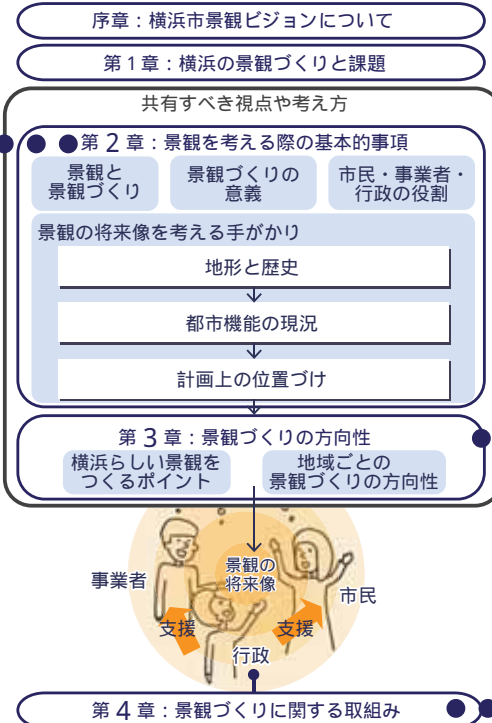 序章：横浜市景観ビジョンについて
第１章：横浜の景観づくりと課題
共有すべき視点や考え方
第２章：景観を考える際の基本的事項
景観と
景観づくり
景観づくりの
意義
市民・事業者・
行政の役割
景観の将来像を考える手がかり
地形と歴史
都市機能の現況
計画上の位置づけ
第３章：景観づくりの方向性
横浜らしい景観を
つくるポイント
地域ごとの
景観づくりの方向性
景観の
将来像
事業者
市民
支援
支援
行政
第４章：景観づくりに関する取組み